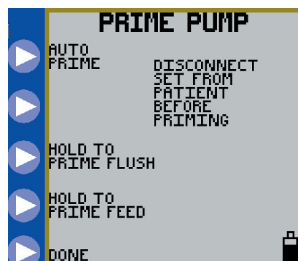 PRIME PUMP
AUTO
PRIME
DISCONNECT
SET FROM
PATIENT
BEFORE
PRIMING
HOLD TO
PRIME FLUSH
HOLD TO
PRIME FEED
DONE